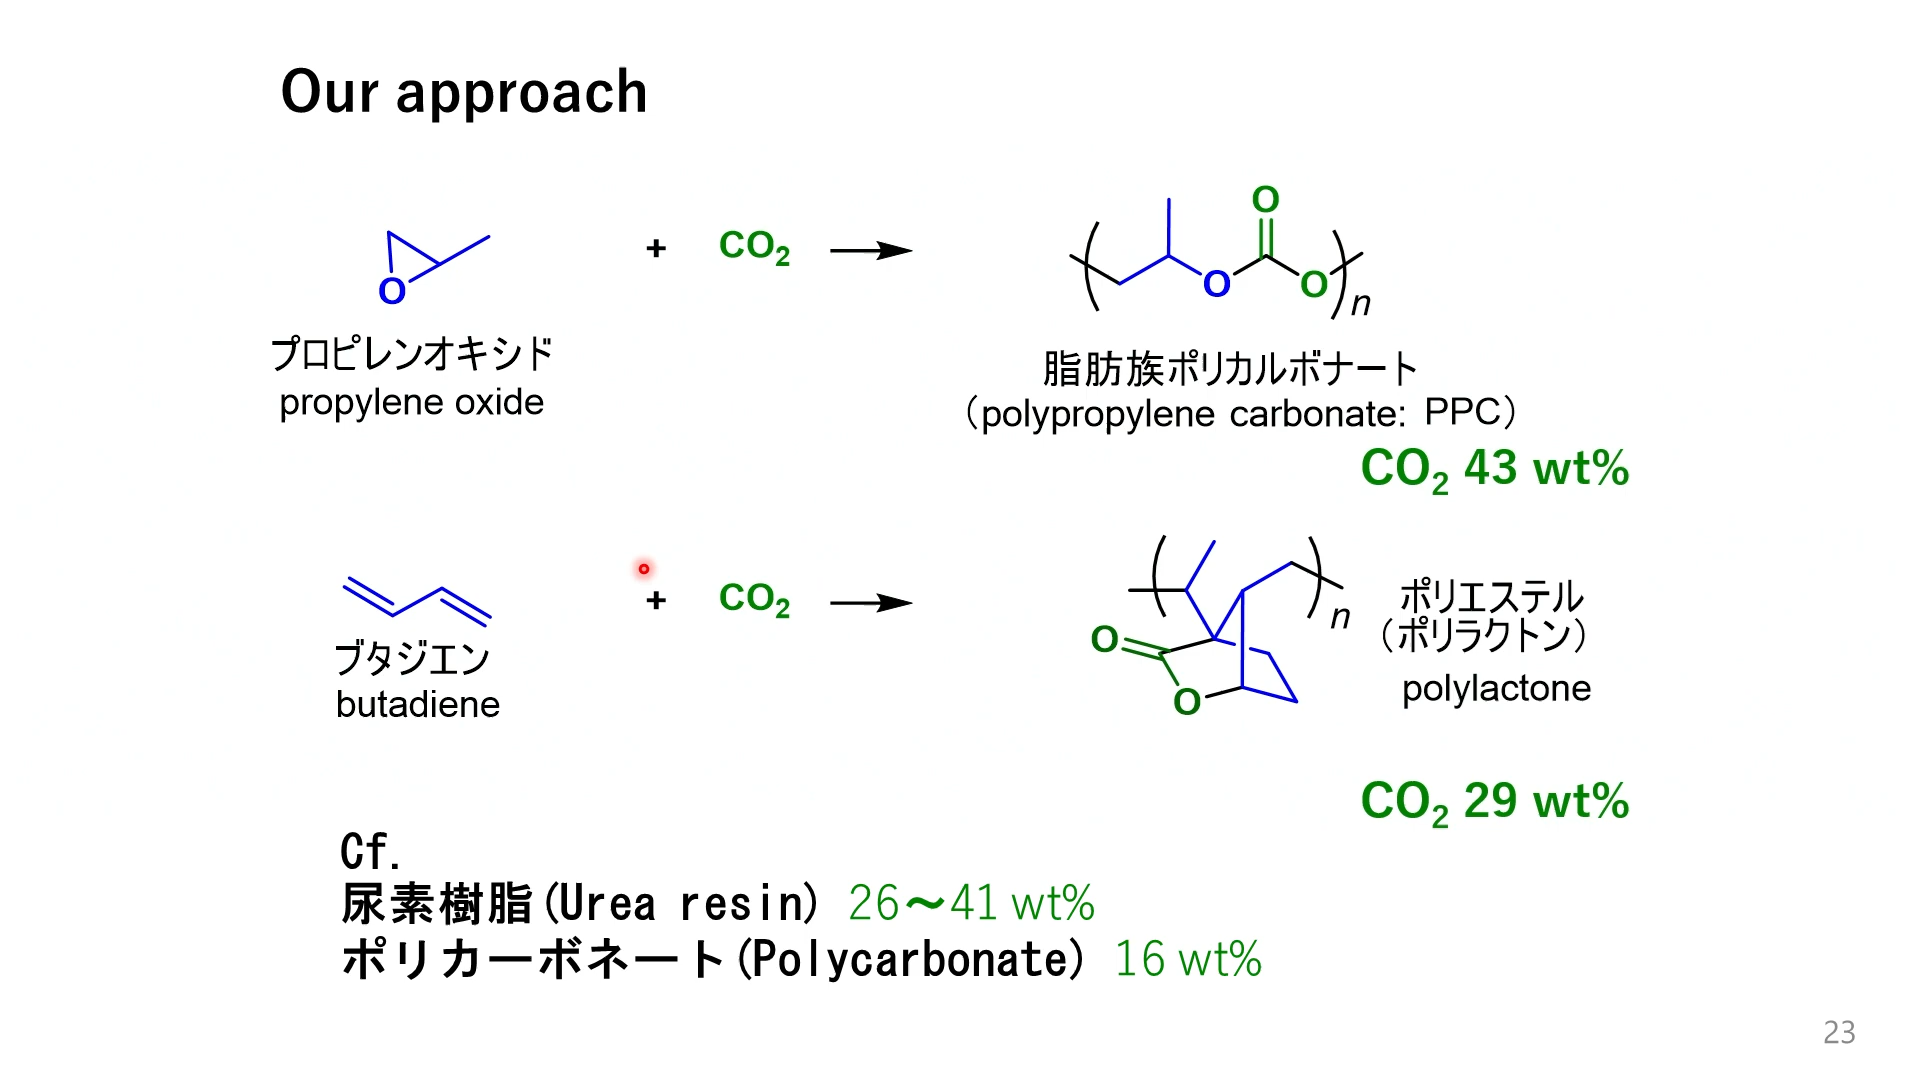 Our approach
O
+ CO2
O
O O
n
プロピレンオキシド
propylene oxide
脂肪族ポリカルボナート
（polypropylene carbonate: PPC）
CO2 43 wt%
+ CO2
n
O
O
ポリエステル
（ポリラクトン）
polylactone
ブタジエン
butadiene
CO2 29 wt%
Cf.
尿素樹脂(Urea resin) 26～41 wt%
ポリカーボネート(Polycarbonate) 16 wt%
23